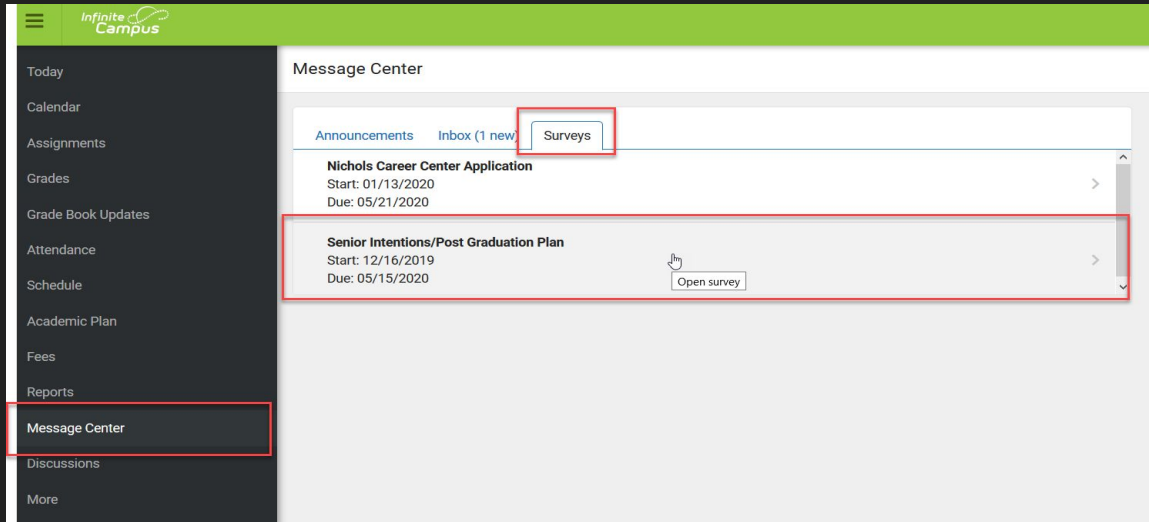 Infinite
Campus
Today
Calendar
Assignments
Grades
Grade Book Updates
Attendance
Schedule
Academic Plan
Fees
Reports
Message Center
Discussions
More
Message Center
Announcements Inbox (1 new) Surveys
Nichols Career Center Application
Start: 01/13/2020
Due: 05/21/2020
Senior Intentions/Post Graduation Plan
Start: 12/16/2019
Due: 05/15/2020
Open survey